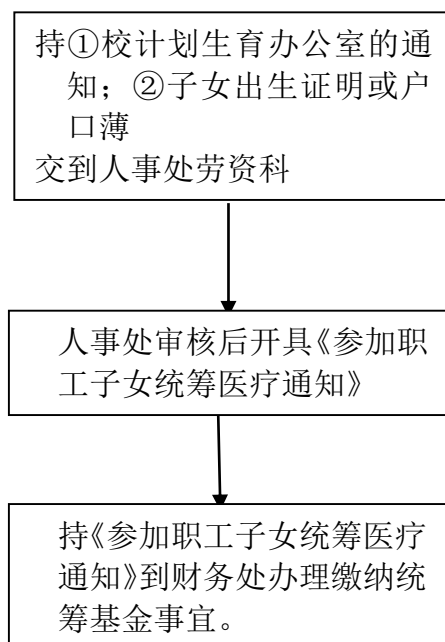 持①校计划生育办公室的通
知；②子女出生证明或户
口薄
交到人事处劳资科
人事处审核后开具《参加职
工子女统筹医疗通知》
持《参加职工子女统筹医疗
通知》到财务处办理缴纳统
筹基金事宜。